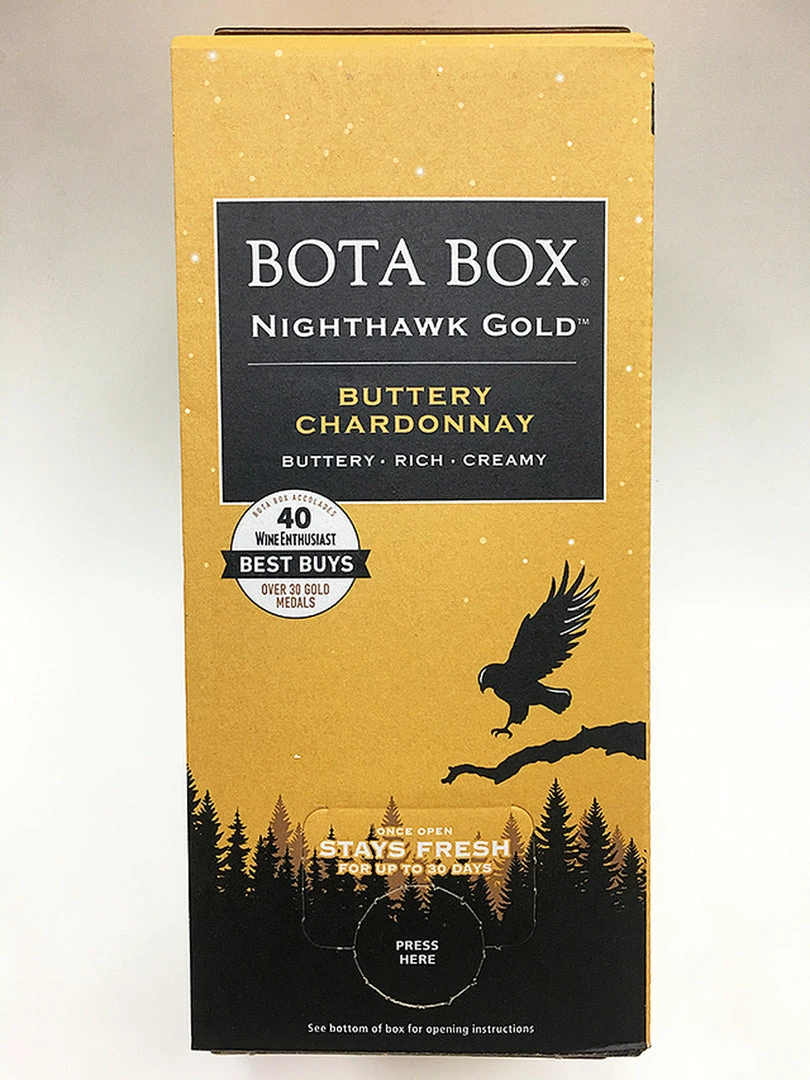 BOTA BOX®
NIGHTHAWK GOLD™
BUTTERY
CHARDONNAY
BUTTERY · RICH · CREAMY
BOTA BOX ACCOLADES
40
WINE ENTHUSIAST
BEST BUYS
OVER 30 GOLD
MEDALS
ONCE OPEN
STAYS FRESH
FOR UP TO 30 DAYS
PRESS
HERE
See bottom of box for opening instructions